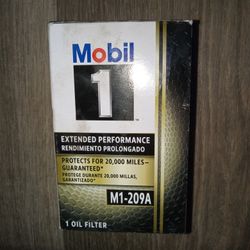 Mobil
1
EXTENDED PERFORMANCE
RENDIMIENTO PROLONGADO
PROTECTS FOR 20,000 MILES–
GUARANTEED*
PROTEGE DURANTE 20,000 MILLAS,
GARANTIZADO*
M1-209A
1 OIL FILTER